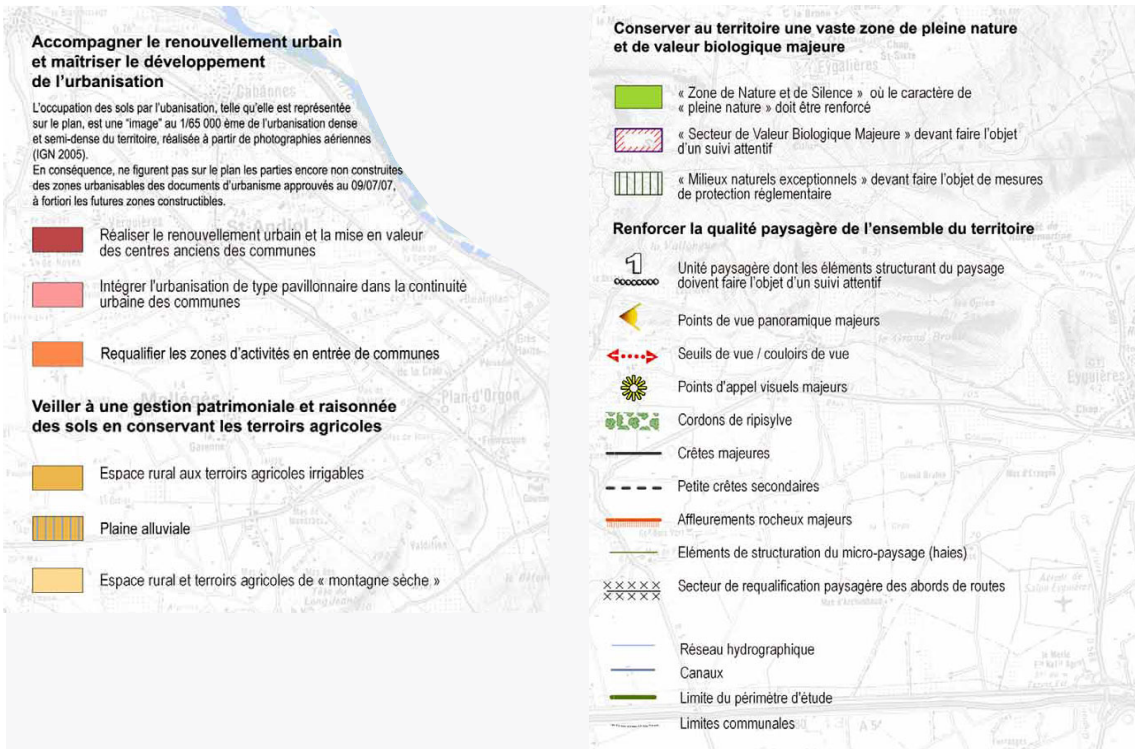 Accompagner le renouvellement urbain
et maîtriser le développement
de l'urbanisation
L'occupation des sols par l'ubanisation, telle qu'elle est représentée
sur le plan, est une "image" au 1/65 000 ème de l'urbanisation dense
et semi-dense du territoire, réalisée à partir de photographies aériennes
(IGN 2005).
En conséquence, ne figurent pas sur le plan les parties encore non construites
des zones urbanisables des documents d'urbanisme approuvés au 09/07/07,
à fortiori les futures zones constructibles.
Réaliser le renouvellement urbain et la mise en valeur
des centres anciens des communes
Intégrer l'urbanisation de type pavillonnaire dans la continuité
urbaine des communes
Requalifier les zones d'activités en entrée de communes
Veiller à une gestion patrimoniale et raisonnée
des sols en conservant les terroirs agricoles
Espace rural aux terroirs agricoles irrigables
Plaine alluviale
Espace rural et terroirs agricoles de « montagne sèche »
Cabannes
St-Andiol
Mollégès
Plan-d'Orgon
Conserver au territoire une vaste zone de pleine nature
et de valeur biologique majeure
« Zone de Nature et de Silence » où le caractère de
« pleine nature » doit être renforcé
« Secteur de Valeur Biologique Majeure » devant faire l'objet
d'un suivi attentif
« Milieux naturels exceptionnels » devant faire l'objet de mesures
de protection réglementaire
Renforcer la qualité paysagère de l'ensemble du territoire
1
Unité paysagère dont les éléments structurant du paysage
doivent faire l'objet d'un suivi attentif
Points de vue panoramique majeurs
Seuils de vue / couloirs de vue
Points d'appel visuels majeurs
Cordons de ripisylve
Crêtes majeures
Petite crêtes secondaires
Affleurements rocheux majeurs
Eléments de structuration du micro-paysage (haies)
Secteur de requalification paysagère des abords de routes
Réseau hydrographique
Canaux
Limite du périmètre d'étude
Limites communales
Eygalières
Eyguières